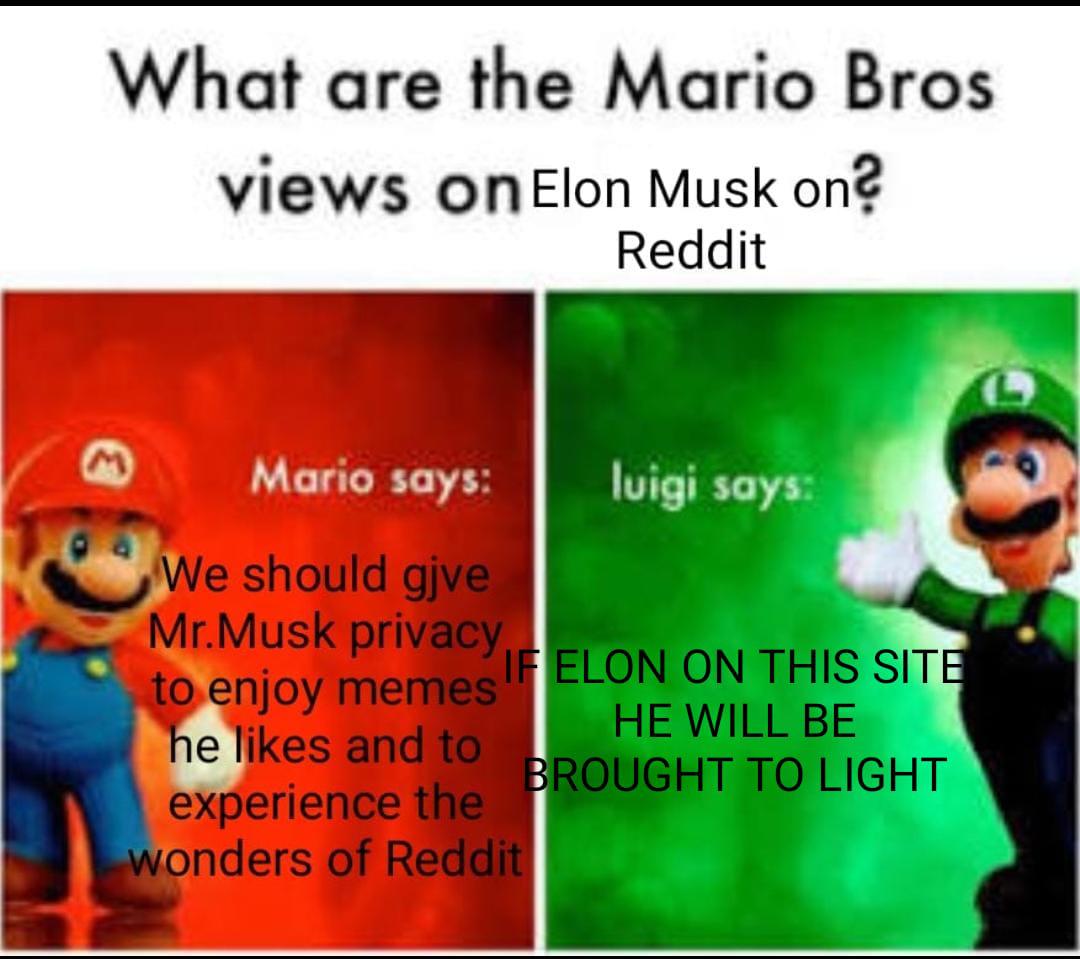 What are the Mario Bros
views on Elon Musk on?
Reddit
M
Mario says:
We should gjve
Mr.Musk privacy
to enjoy memes
he likes and to
experience the
wonders of Reddit
L
luigi says:
IF ELON ON THIS SITE
HE WILL BE
BROUGHT TO LIGHT